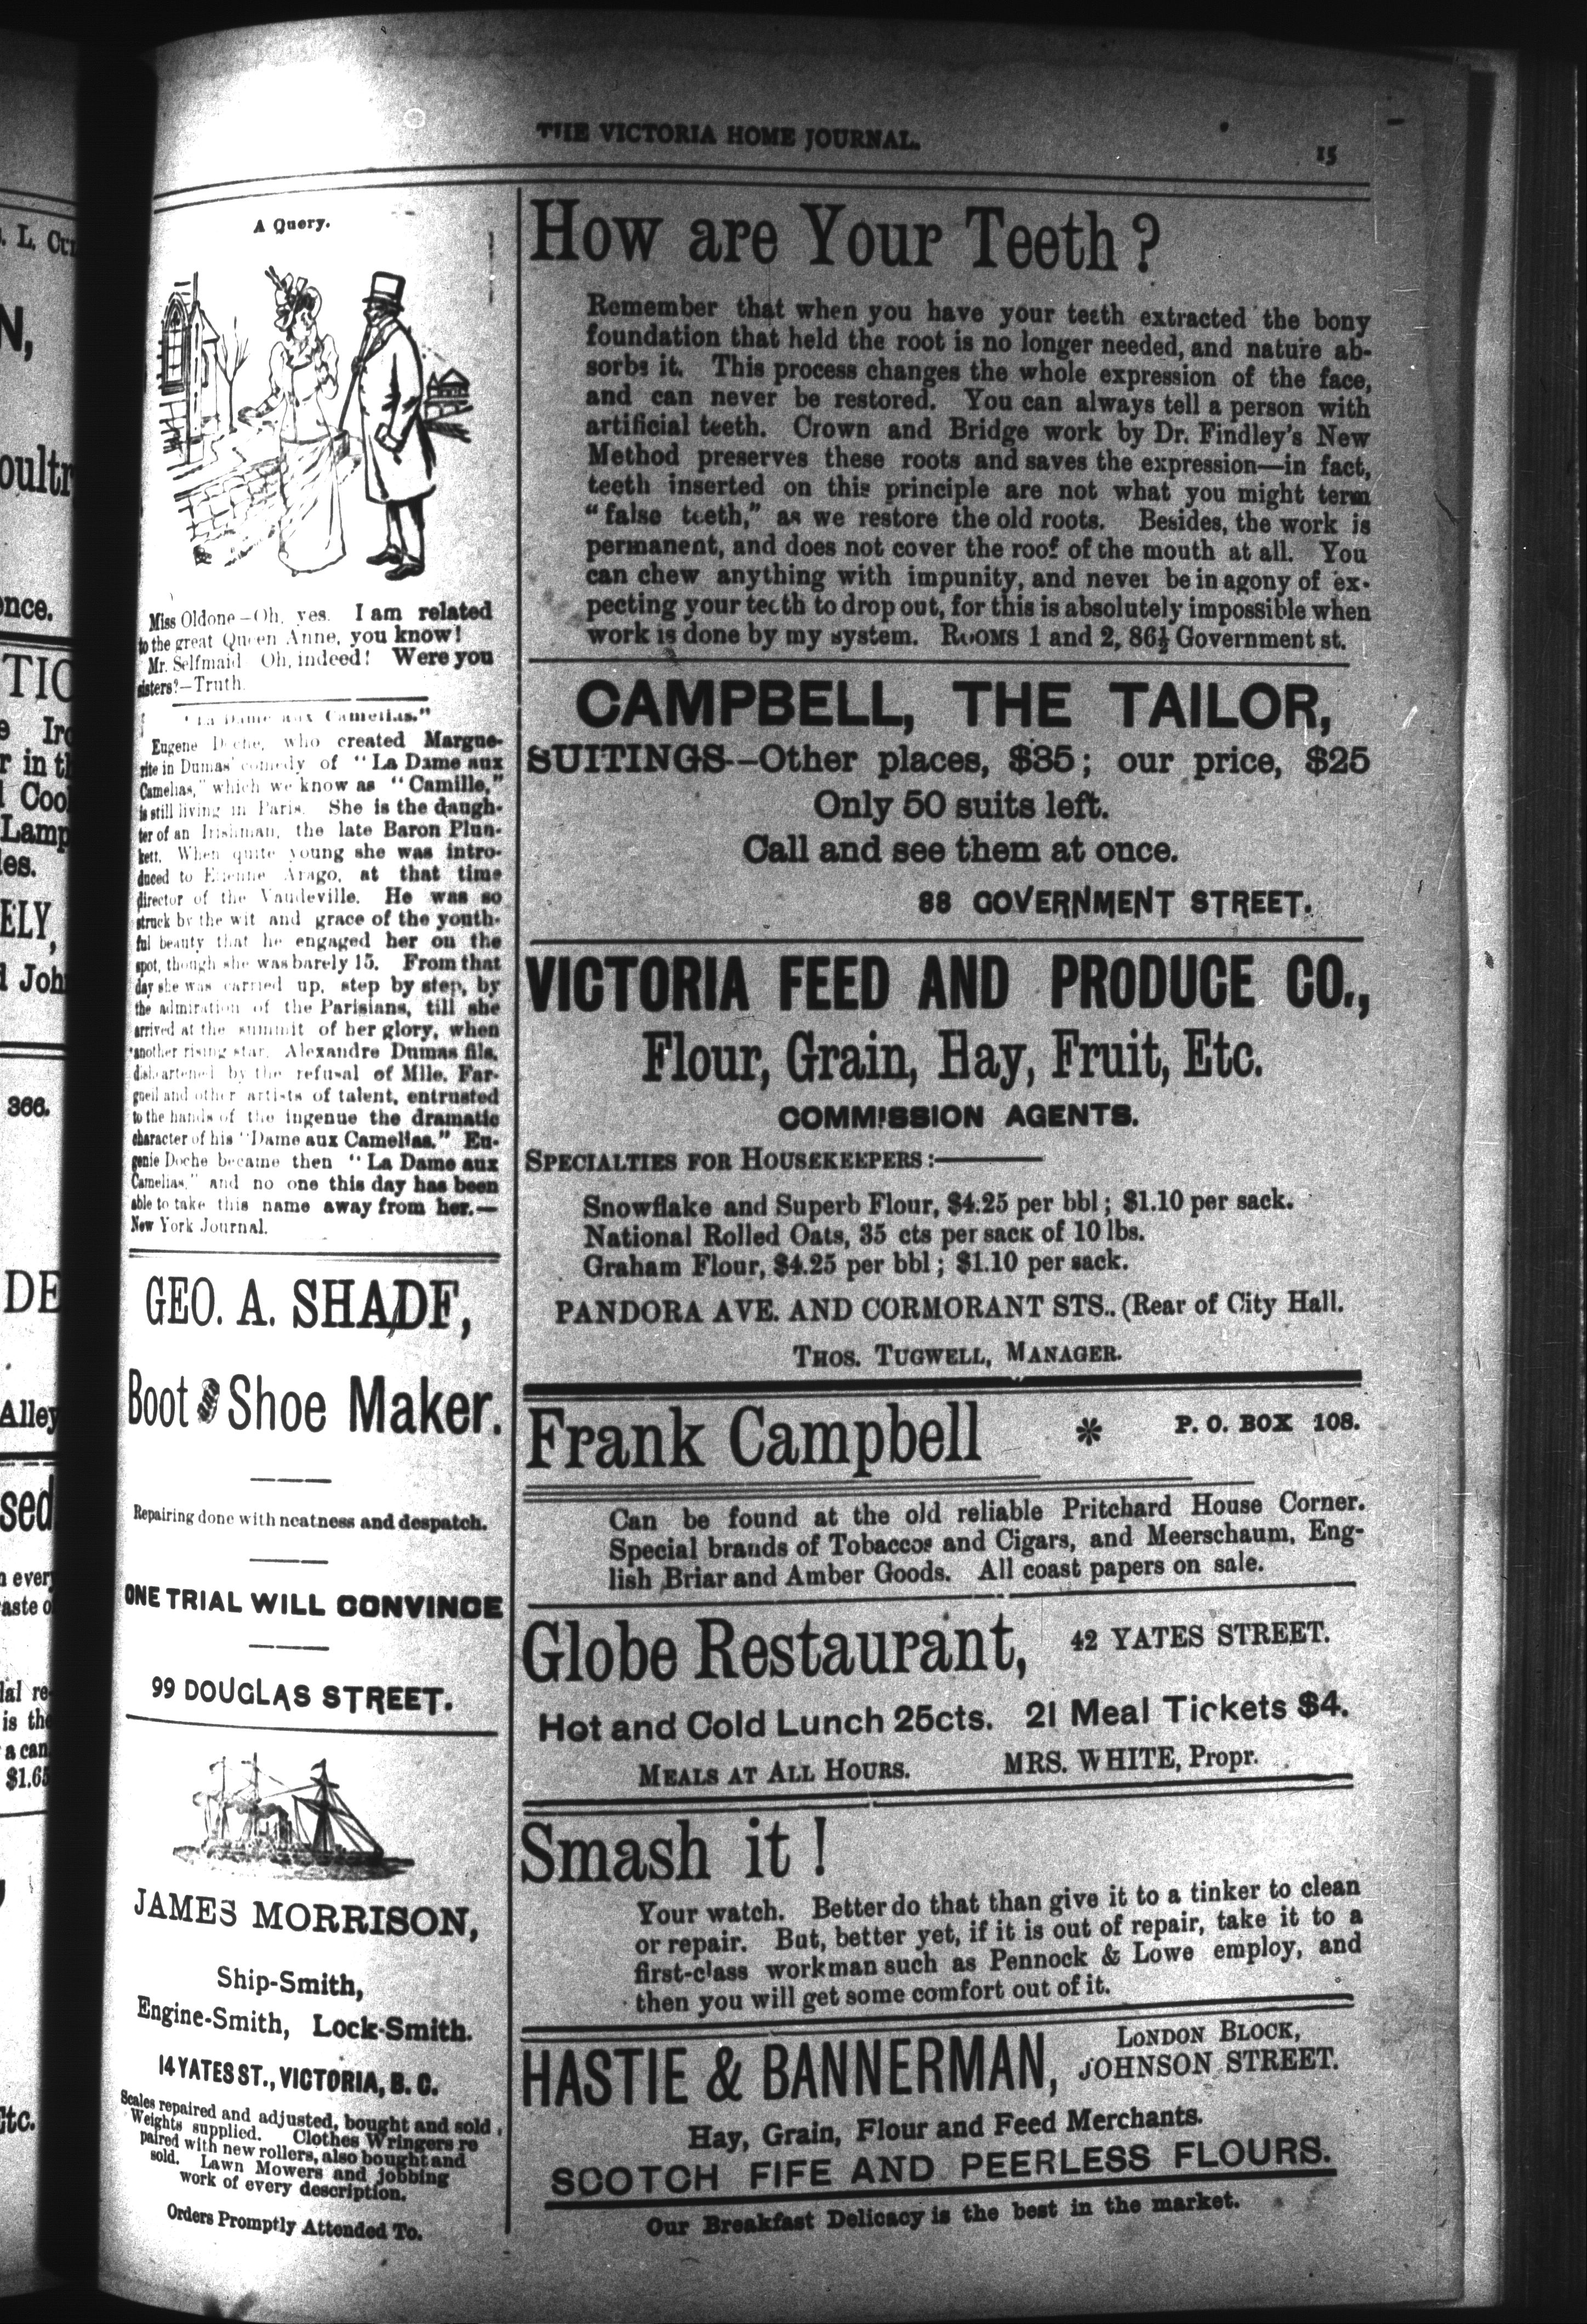 THE VICTORIA HOME JOURNAL.
15
A Query.
Miss Oldone—Oh, yes. I am related
to the great Queen Anne, you know!
Mr. Selfmaid Oh, indeed! Were you
sisters?—Truth.
"La Dame aux Camelias."
Eugene Doche, who created Margue-
rite in Dumas' comedy of "La Dame aux
Camelias," which we know as "Camille,"
is still living in Paris. She is the daugh-
ter of an Irishman, the late Baron Plun-
kett. When quite young she was intro-
duced to Etienne Arago, at that time
director of the Vaudeville. He was so
struck by the wit and grace of the youth-
ful beauty that he engaged her on the
spot, though she was barely 15. From that
day she was carried up, step by step, by
the admiration of the Parisians, till she
arrived at the summit of her glory, when
another rising star, Alexandre Dumas fils,
disheartened by the refusal of Mlle. Far-
gueil and other artists of talent, entrusted
to the hands of the ingenue the dramatic
character of his "Dame aux Camelias." Eu-
genie Doche became then "La Dame aux
Camelias," and no one this day has been
able to take this name away from her.—
New York Journal.
GEO. A. SHADE,
Boot and Shoe Maker.
Repairing done with neatness and despatch.
ONE TRIAL WILL CONVINCE
99 DOUGLAS STREET.
JAMES MORRISON,
Ship-Smith,
Engine-Smith, Lock-Smith.
14 YATES ST., VICTORIA, B. C.
Scales repaired and adjusted, bought and sold,
Weights supplied. Clothes Wringers re
paired with new rollers, also bought and
sold. Lawn Mowers and jobbing
work of every description.
Orders Promptly Attended To.
How are Your Teeth?
Remember that when you have your teeth extracted the bony
foundation that held the root is no longer needed, and nature ab-
sorbs it. This process changes the whole expression of the face,
and can never be restored. You can always tell a person with
artificial teeth. Crown and Bridge work by Dr. Findley's New
Method preserves these roots and saves the expression—in fact,
teeth inserted on this principle are not what you might term
"false teeth," as we restore the old roots. Besides, the work is
permanent, and does not cover the roof of the mouth at all. You
can chew anything with impunity, and never be in agony of ex-
pecting your teeth to drop out, for this is absolutely impossible when
work is done by my system. ROOMS 1 and 2, 86½ Government st.
CAMPBELL, THE TAILOR,
SUITINGS--Other places, $35; our price, $25
Only 50 suits left.
Call and see them at once.
88 GOVERNMENT STREET.
VICTORIA FEED AND PRODUCE CO.,
Flour, Grain, Hay, Fruit, Etc.
COMMISSION AGENTS.
SPECIALTIES FOR HOUSEKEEPERS:———
Snowflake and Superb Flour, $4.25 per bbl; $1.10 per sack.
National Rolled Oats, 35 cts per sack of 10 lbs.
Graham Flour, $4.25 per bbl; $1.10 per sack.
PANDORA AVE. AND CORMORANT STS.. (Rear of City Hall.
THOS. TUGWELL, MANAGER.
Frank Campbell * P. O. BOX 108.
Can be found at the old reliable Pritchard House Corner.
Special brands of Tobaccos and Cigars, and Meerschaum, Eng-
lish Briar and Amber Goods. All coast papers on sale.
Globe Restaurant, 42 YATES STREET.
Hot and Cold Lunch 25cts. 21 Meal Tickets $4.
MEALS AT ALL HOURS. MRS. WHITE, Propr.
Smash it!
Your watch. Better do that than give it to a tinker to clean
or repair. But, better yet, if it is out of repair, take it to a
first-class workman such as Pennock & Lowe employ, and
then you will get some comfort out of it.
HASTIE & BANNERMAN, LONDON BLOCK,
JOHNSON STREET.
Hay, Grain, Flour and Feed Merchants.
SCOTCH FIFE AND PEERLESS FLOURS.
Our Breakfast Delicacy is the best in the market.